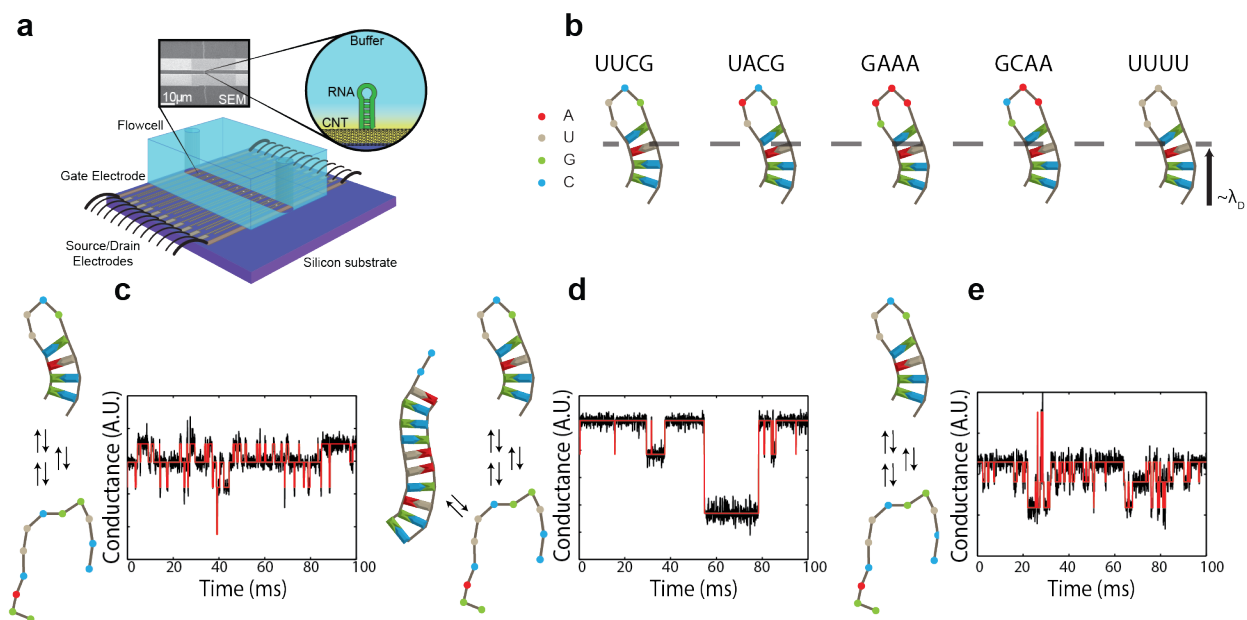 a
Buffer
RNA
CNT
10μm
SEM
Flowcell
Gate Electrode
Source/Drain
Electrodes
Silicon substrate
b
UUCG
UACG
GAAA
GCAA
UUUU
A
U
G
C
~λD
c
Conductance (A.U.)
0
20
40
60
80
100
Time (ms)
d
Conductance (A.U.)
0
20
40
60
80
100
Time (ms)
e
Conductance (A.U.)
0
20
40
60
80
100
Time (ms)